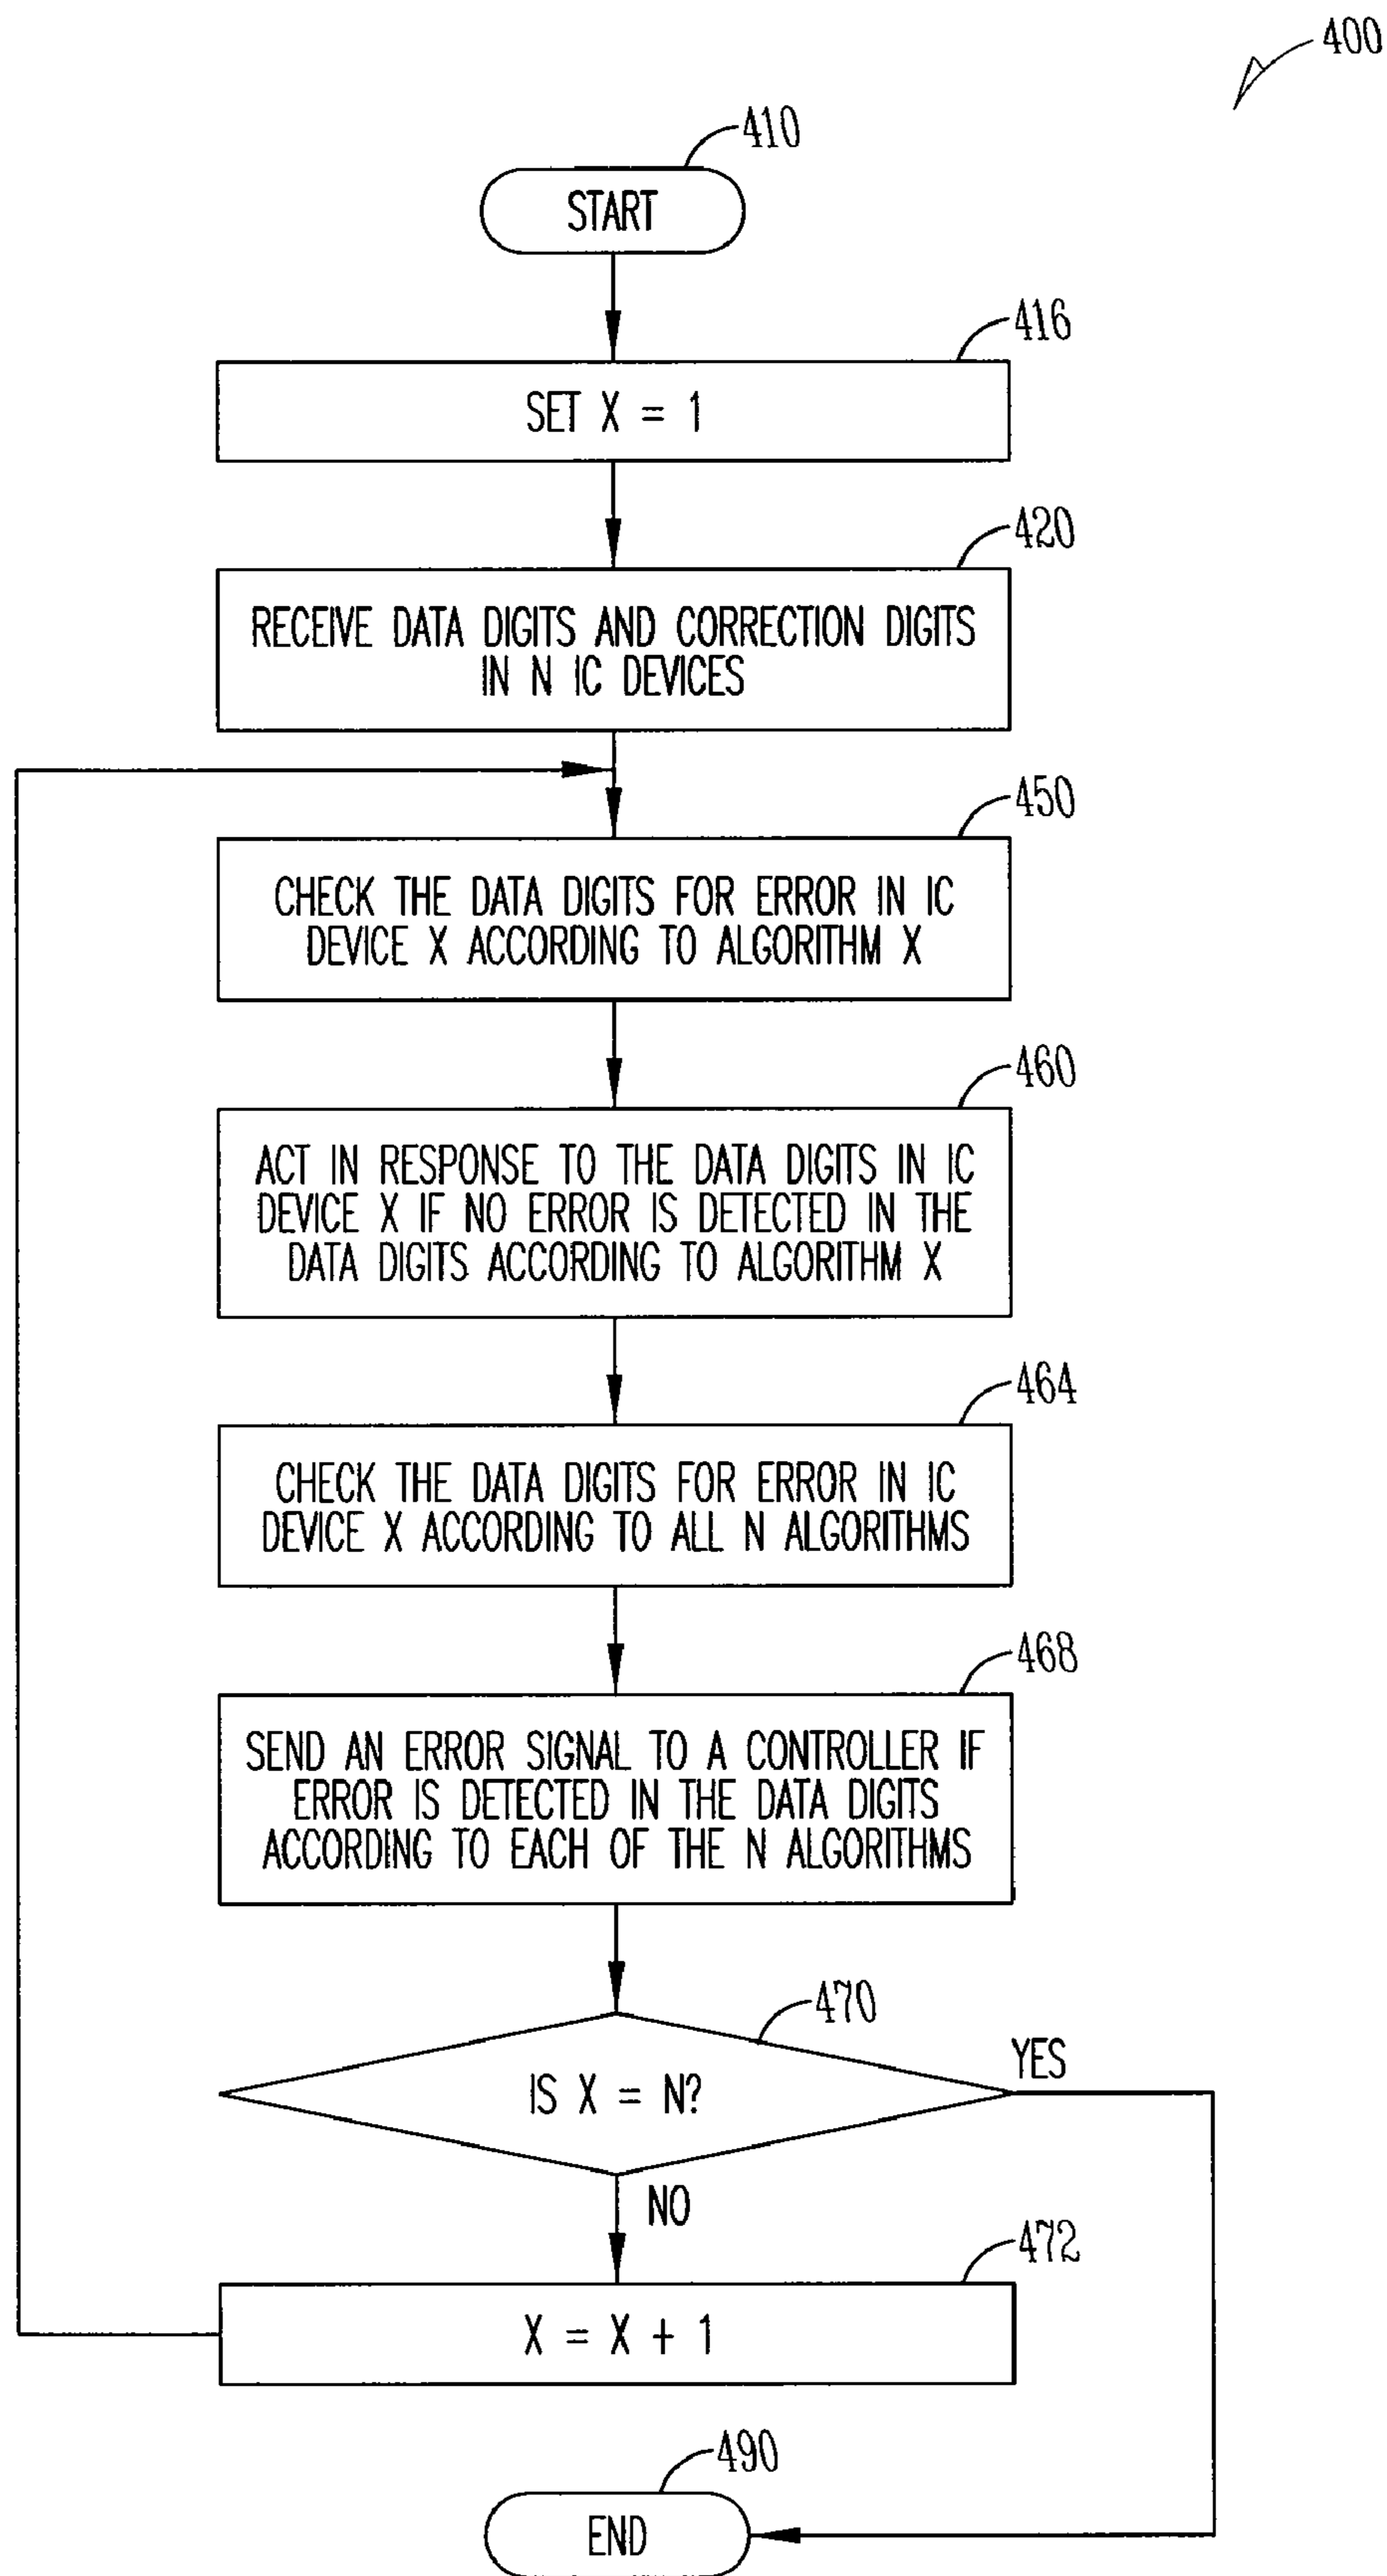 400
410
START
416
SET X = 1
420
RECEIVE DATA DIGITS AND CORRECTION DIGITS
IN N IC DEVICES
450
CHECK THE DATA DIGITS FOR ERROR IN IC
DEVICE X ACCORDING TO ALGORITHM X
460
ACT IN RESPONSE TO THE DATA DIGITS IN IC
DEVICE X IF NO ERROR IS DETECTED IN THE
DATA DIGITS ACCORDING TO ALGORITHM X
464
CHECK THE DATA DIGITS FOR ERROR IN IC
DEVICE X ACCORDING TO ALL N ALGORITHMS
468
SEND AN ERROR SIGNAL TO A CONTROLLER IF
ERROR IS DETECTED IN THE DATA DIGITS
ACCORDING TO EACH OF THE N ALGORITHMS
470
YES
IS X = N?
NO
472
X = X + 1
490
END